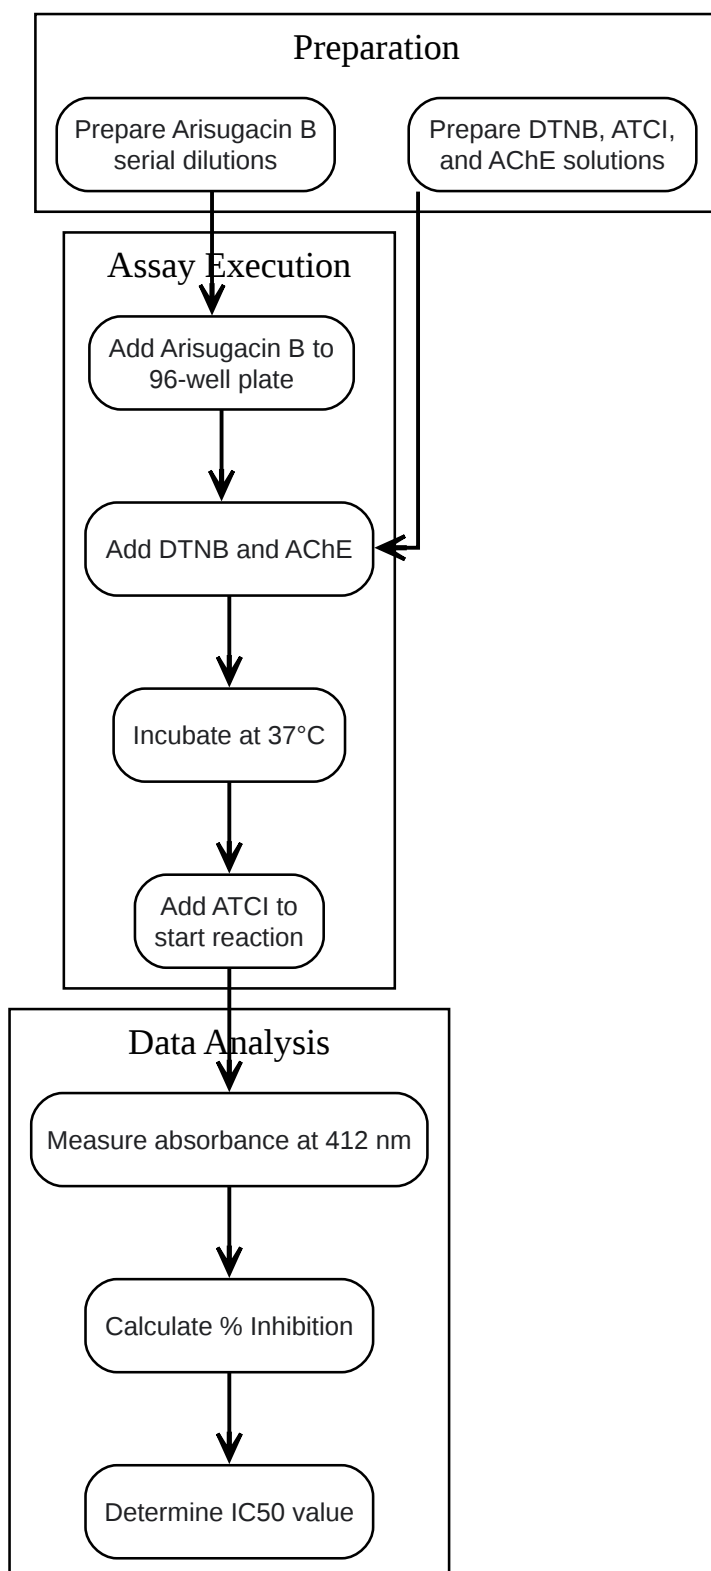 Preparation
Prepare Arisugacin B
serial dilutions
Prepare DTNB, ATCI,
and AChE solutions
Assay Execution
Add Arisugacin B to
96-well plate
Add DTNB and AChE
Incubate at 37°C
Add ATCI to
start reaction
Data Analysis
Measure absorbance at 412 nm
Calculate % Inhibition
Determine IC50 value